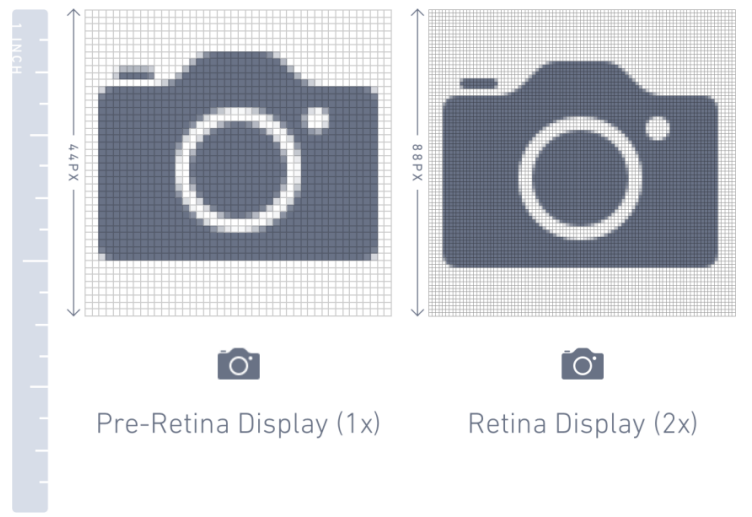 1 INCH
44PX
88PX
Pre-Retina Display (1x)
Retina Display (2x)